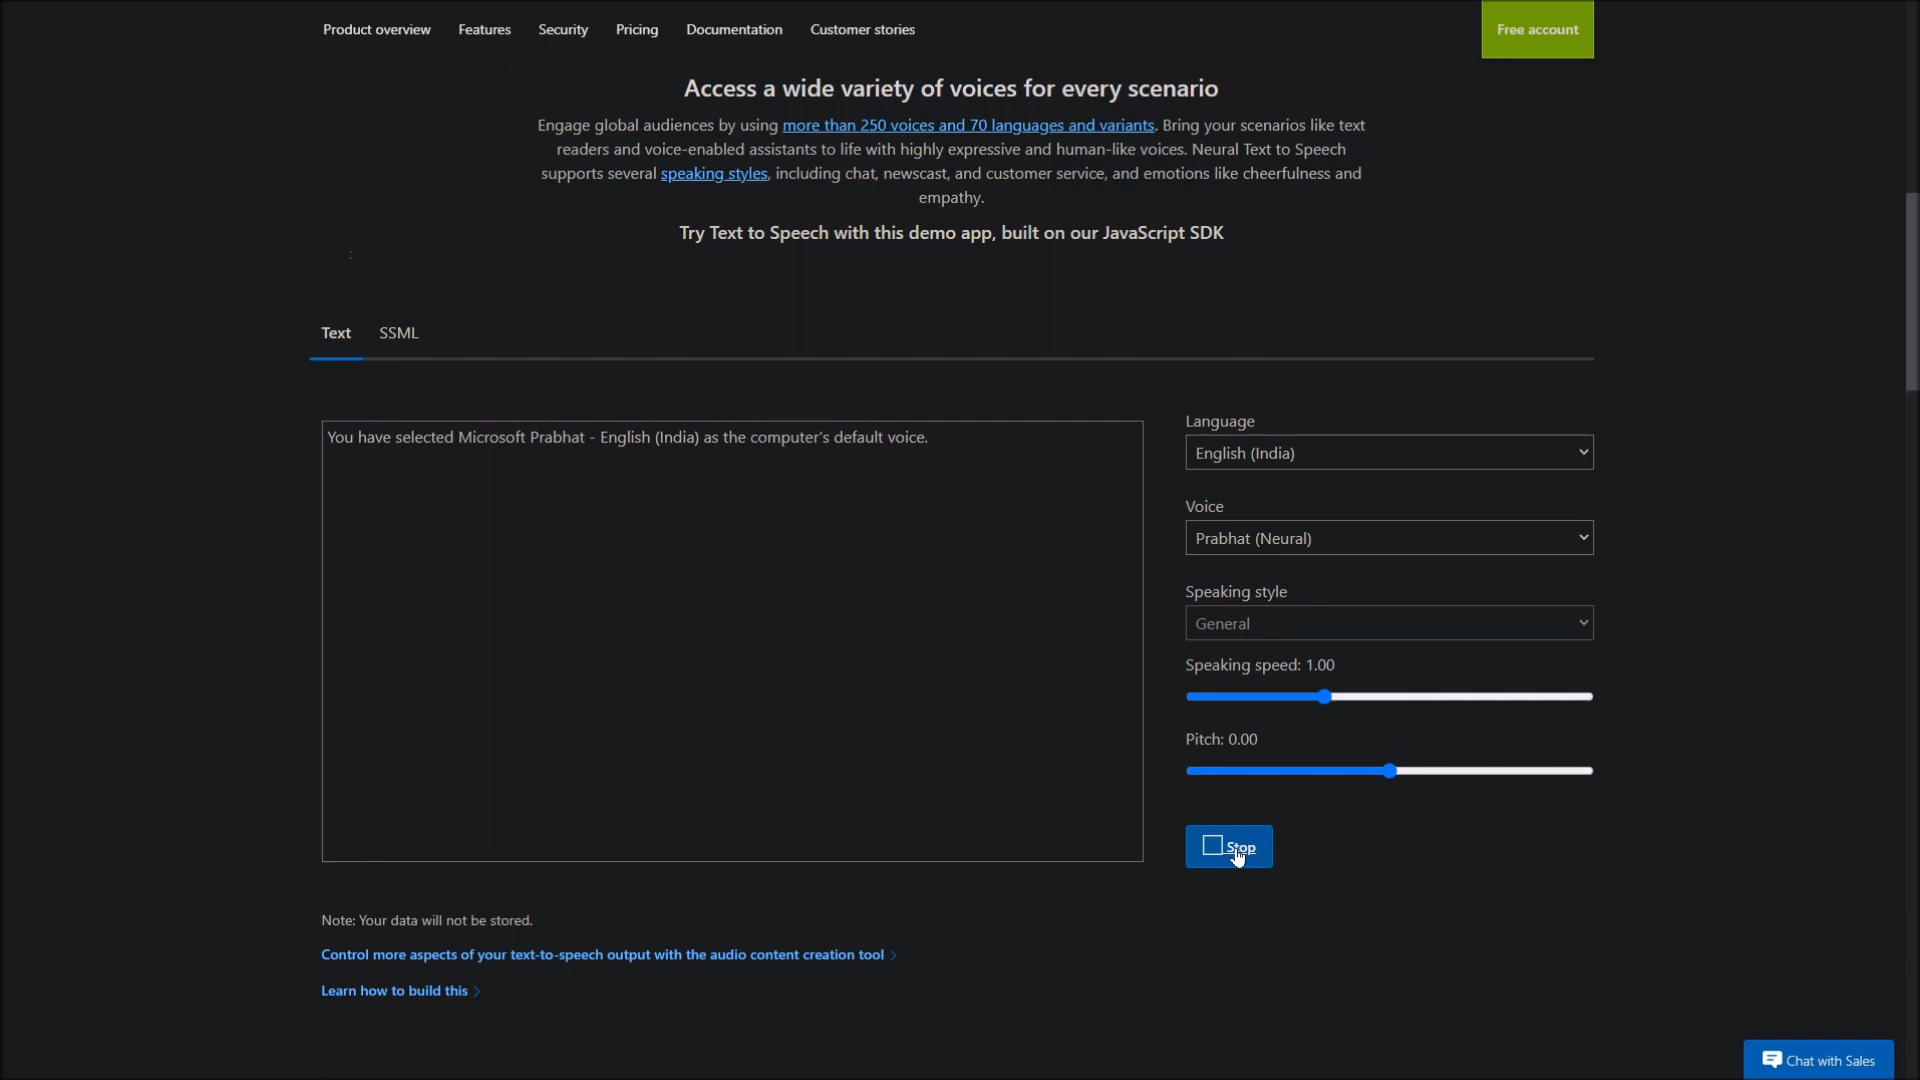 Product overview Features Security Pricing Documentation Customer stories Free account
Access a wide variety of voices for every scenario
Engage global audiences by using more than 250 voices and 70 languages and variants. Bring your scenarios like text
readers and voice-enabled assistants to life with highly expressive and human-like voices. Neural Text to Speech
supports several speaking styles, including chat, newscast, and customer service, and emotions like cheerfulness and
empathy.
Try Text to Speech with this demo app, built on our JavaScript SDK
:
Text SSML
You have selected Microsoft Prabhat - English (India) as the computer's default voice.
Language
English (India)
Voice
Prabhat (Neural)
Speaking style
General
Speaking speed: 1.00
Pitch: 0.00
Stop
Note: Your data will not be stored.
Control more aspects of your text-to-speech output with the audio content creation tool
Learn how to build this
Chat with Sales